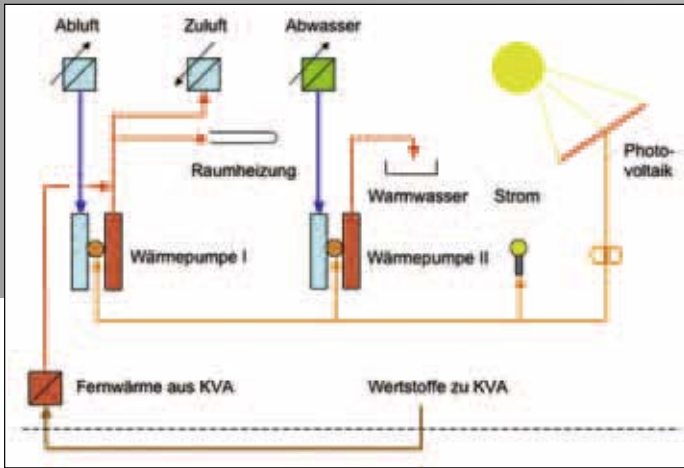 Abluft
Zuluft
Abwasser
Photo-
voltaik
Raumheizung
Warmwasser
Strom
Wärmepumpe I
Wärmepumpe II
Fernwärme aus KVA
Wertstoffe zu KVA